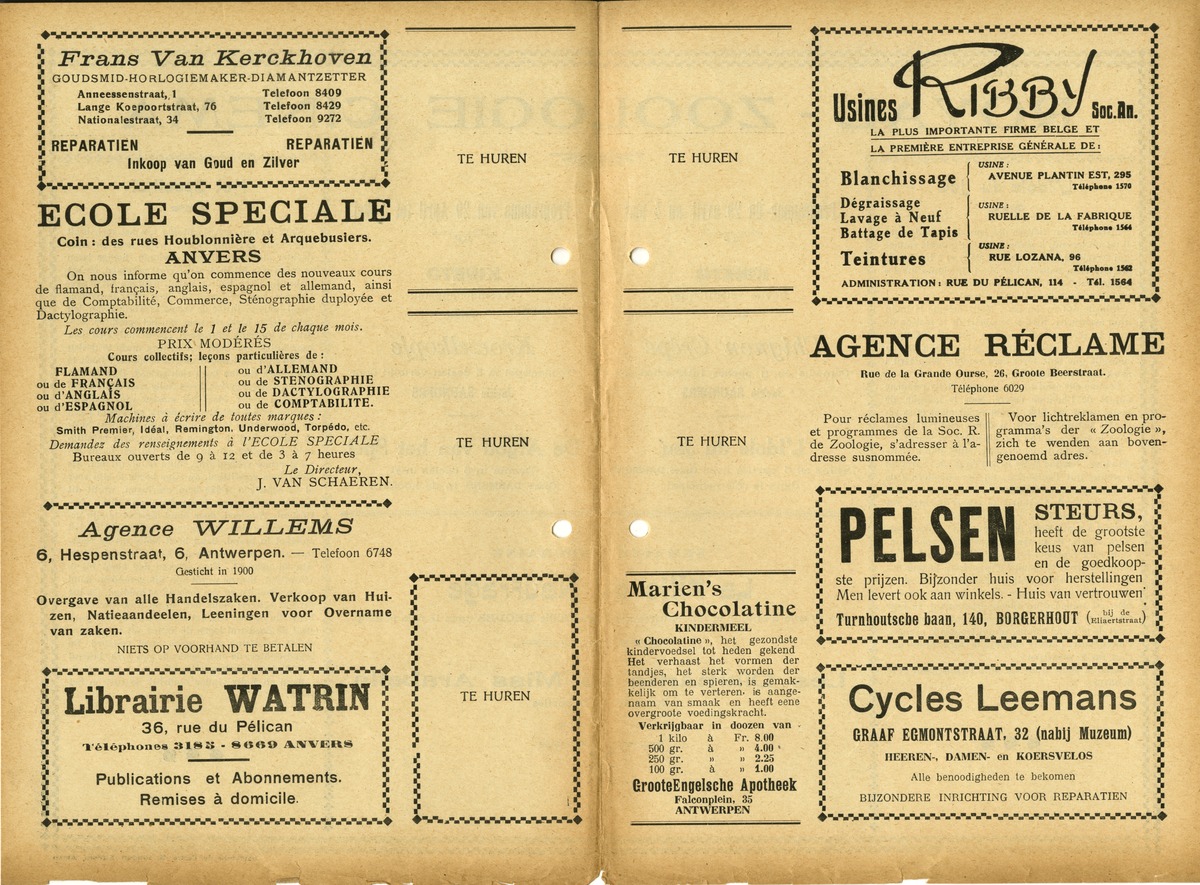 Frans Van Kerckhoven
GOUDSMID-HORLOGIEMAKER-DIAMANTZETTER
Anneessenstraat, 1 Telefoon 8409
Lange Koepoortstraat, 76 Telefoon 8429
Nationalestraat, 34 Telefoon 9272
REPARATIEN REPARATIEN
Inkoop van Goud en Zilver
ECOLE SPECIALE
Coin : des rues Houblonnière et Arquebusiers.
ANVERS
On nous informe qu'on commence des nouveaux cours
de flamand, français, anglais, espagnol et allemand, ainsi
que de Comptabilité, Commerce, Sténographie duployée et
Dactylographie.
Les cours commencent le 1 et le 15 de chaque mois.
PRIX MODÉRÉS
Cours collectifs; leçons particulières de :
FLAMAND ou d'ALLEMAND
ou de FRANÇAIS ou de STENOGRAPHIE
ou d'ANGLAIS ou de DACTYLOGRAPHIE
ou d'ESPAGNOL ou de COMPTABILITE.
Machines à écrire de toutes marques :
Smith Premier, Idéal, Remington, Underwood, Torpédo, etc.
Demandez des renseignements à l'ECOLE SPECIALE
Bureaux ouverts de 9 à 12 et de 3 à 7 heures
Le Directeur,
J. VAN SCHAEREN.
Agence WILLEMS
6, Hespenstraat, 6, Antwerpen. — Telefoon 6748
Gesticht in 1900
Overgave van alle Handelszaken. Verkoop van Hui-
zen, Natieaandeelen, Leeningen voor Overname
van zaken.
NIETS OP VOORHAND TE BETALEN
Librairie WATRIN
36, rue du Pélican
Téléphones 3185 - 8669 ANVERS
Publications et Abonnements.
Remises à domicile.
TE HUREN
TE HUREN
TE HUREN
TE HUREN
TE HUREN
Marien's
Chocolatine
KINDERMEEL
« Chocolatine », het gezondste
kindervoedsel tot heden gekend
Het verhaast het vormen der
tandjes, het sterk worden der
beenderen en spieren, is gemak-
kelijk om te verteren, is aange-
naam van smaak en heeft eene
overgroote voedingskracht.
Verkrijgbaar in doozen van
1 kilo à Fr. 8.00
500 gr. à » 4.00
250 gr. » » 2.25
100 gr. à » 1.00
GrooteEngelsche Apotheek
Falconplein, 35
ANTWERPEN
Usines RIBBY Soc.An.
LA PLUS IMPORTANTE FIRME BELGE ET
LA PREMIÈRE ENTREPRISE GÉNÉRALE DE :
Blanchissage USINE : AVENUE PLANTIN EST, 295
Téléphone 1570
Dégraissage
Lavage à Neuf
Battage de Tapis
USINE :
RUELLE DE LA FABRIQUE
Téléphone 1564
Teintures USINE : RUE LOZANA, 96
Téléphone 1562
ADMINISTRATION : RUE DU PÉLICAN, 114 - Tél. 1564
AGENCE RÉCLAME
Rue de la Grande Ourse, 26, Groote Beerstraat.
Téléphone 6029
Pour réclames lumineuses
et programmes de la Soc. R.
de Zoologie, s'adresser à l'a-
dresse susnommée.
Voor lichtreklamen en pro-
gramma's der « Zoologie »,
zich te wenden aan boven-
genoemd adres.
PELSEN STEURS,
heeft de grootste
keus van pelsen
en de goedkoop-
ste prijzen. Bijzonder huis voor herstellingen
Men levert ook aan winkels. - Huis van vertrouwen
Turnhoutsche baan, 140, BORGERHOUT (bij de Eliaertstraat)
Cycles Leemans
GRAAF EGMONTSTRAAT, 32 (nabij Muzeum)
HEEREN-, DAMEN- en KOERSVELOS
Alle benoodigheden te bekomen
BIJZONDERE INRICHTING VOOR REPARATIEN